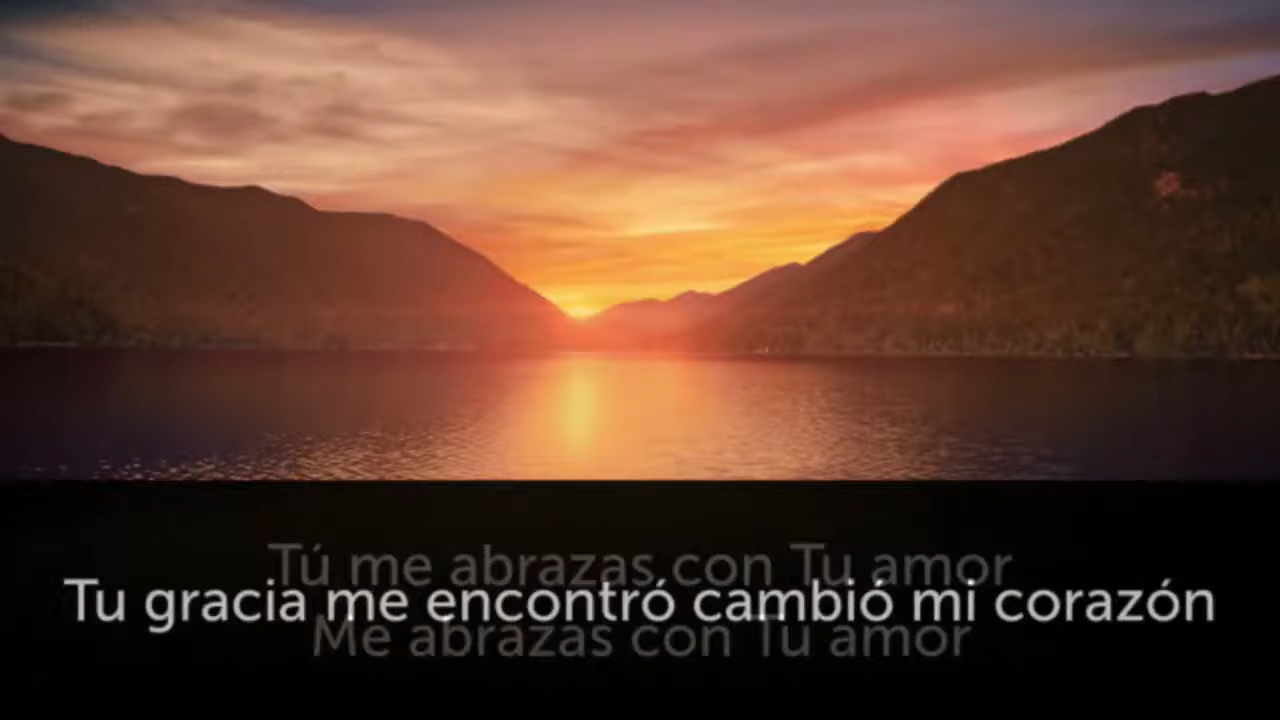 Tú me abrazas con Tu amor
Tu gracia me encontró cambió mi corazón
Me abrazas con Tu amor